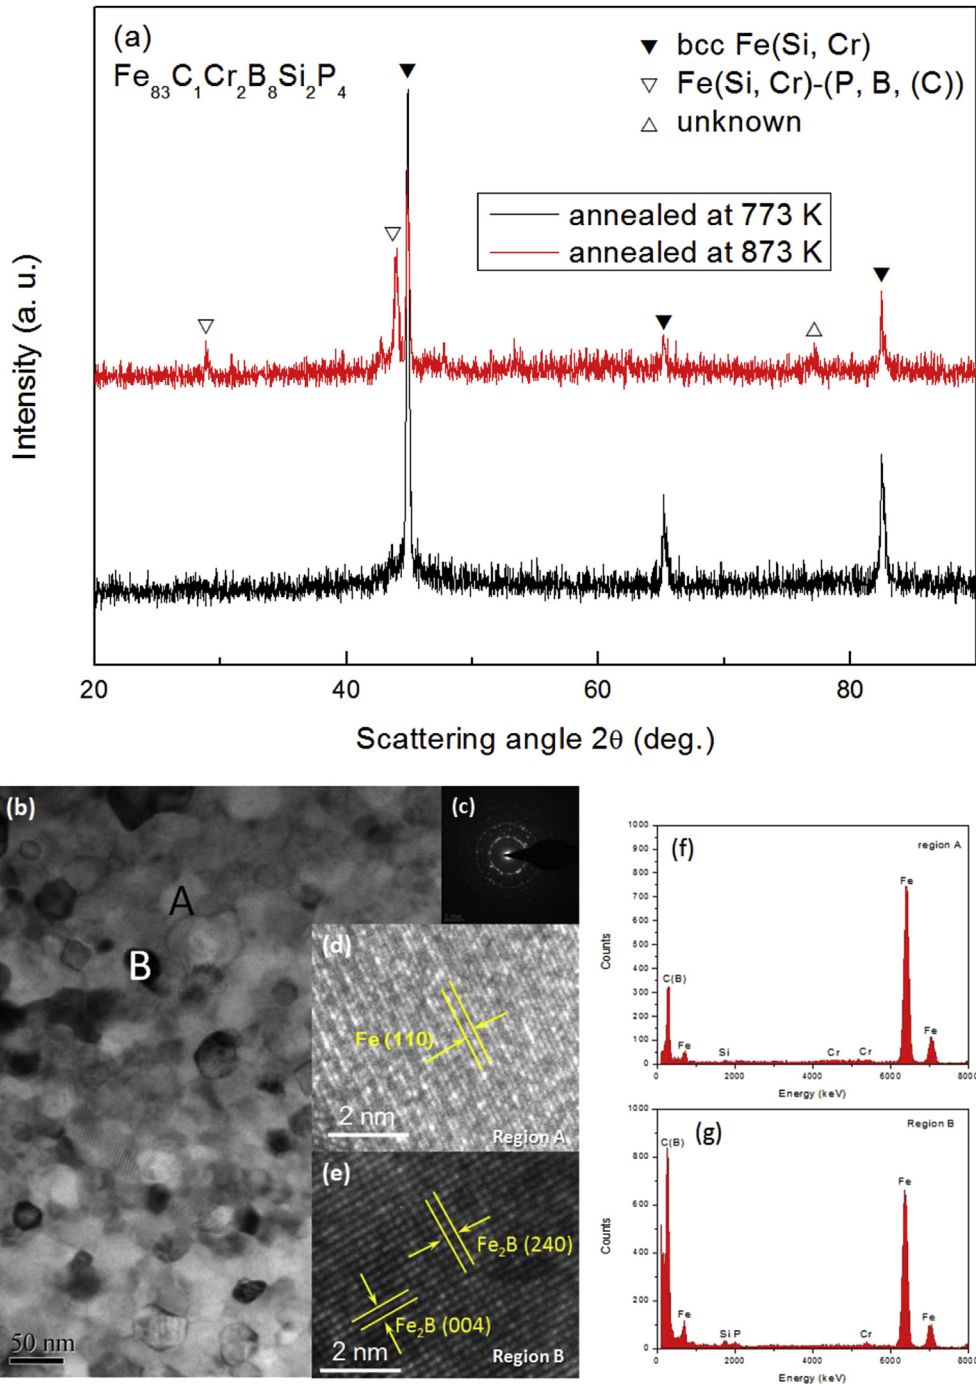 (a)
Fe83C1Cr2B8Si2P4
▼ bcc Fe(Si, Cr)
▽ Fe(Si, Cr)-(P, B, (C))
△ unknown
annealed at 773 K
annealed at 873 K
Intensity (a. u.)
20 40 60 80
Scattering angle 2θ (deg.)
(b)
A
B
50 nm
(c)
(d)
Fe (110)
2 nm
Region A
(e)
Fe2B (240)
Fe2B (004)
2 nm
Region B
(f)
region A
1000
900
800
700
600
500
400
300
200
100
0
Counts
C(B)
Fe
Si
Cr
Cr
Fe
Fe
0 2000 4000 6000 8000
Energy (keV)
(g)
Region B
1000
800
600
400
200
0
Counts
C(B)
Fe
Si P
Cr
Fe
Fe
0 2000 4000 6000 8000
Energy (keV)